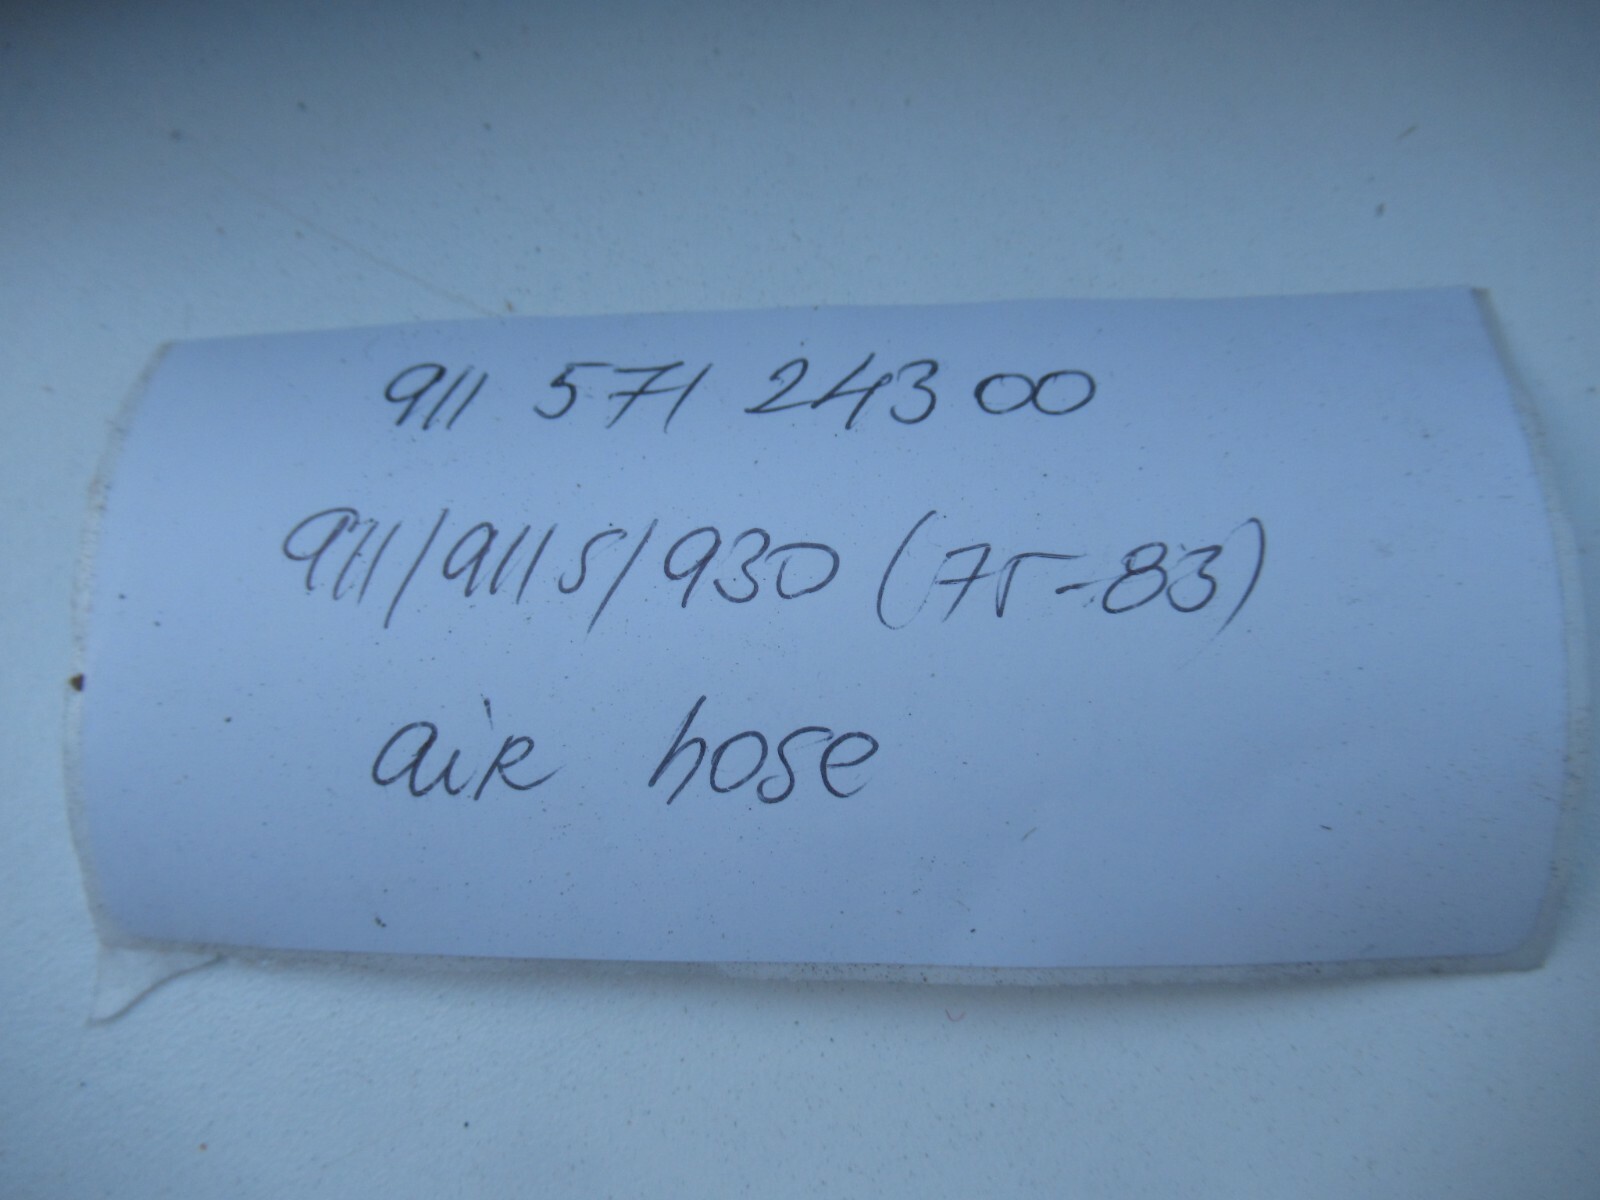 911 571 243 00
911/911S/930 (75-83)
air hose